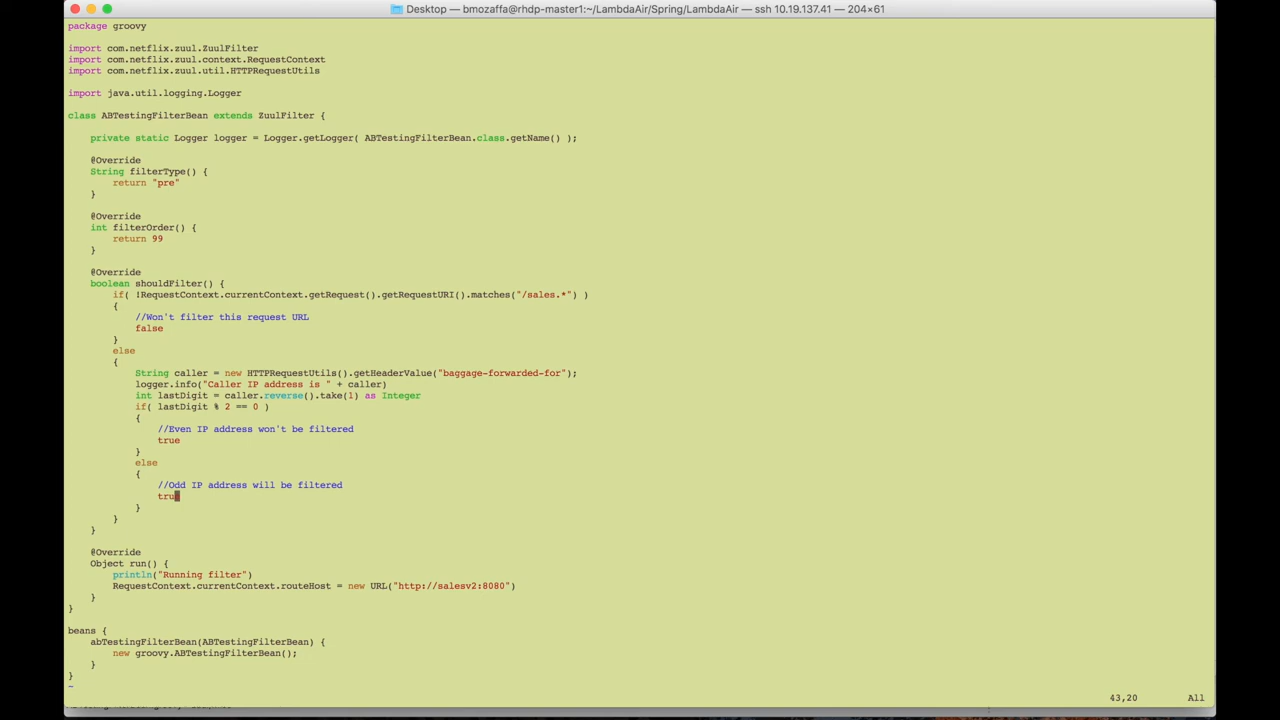 Desktop — bmozaffa@rhdp-master1:~/LambdaAir/Spring/LambdaAir — ssh 10.19.137.41 — 204×61
package groovy
import com.netflix.zuul.ZuulFilter
import com.netflix.zuul.context.RequestContext
import com.netflix.zuul.util.HTTPRequestUtils
import java.util.logging.Logger
class ABTestingFilterBean extends ZuulFilter {
private static Logger logger = Logger.getLogger( ABTestingFilterBean.class.getName() );
@Override
String filterType() {
return "pre"
}
@Override
int filterOrder() {
return 99
}
@Override
boolean shouldFilter() {
if( !RequestContext.currentContext.getRequest().getRequestURI().matches("/sales.*") )
{
//Won't filter this request URL
false
}
else
{
String caller = new HTTPRequestUtils().getHeaderValue("baggage-forwarded-for");
logger.info("Caller IP address is " + caller)
int lastDigit = caller.reverse().take(1) as Integer
if( lastDigit % 2 == 0 )
{
//Even IP address won't be filtered
true
}
else
{
//Odd IP address will be filtered
true
}
}
}
@Override
Object run() {
println("Running filter")
RequestContext.currentContext.routeHost = new URL("http://salesv2:8080")
}
}
beans {
abTestingFilterBean(ABTestingFilterBean) {
new groovy.ABTestingFilterBean();
}
}
~
43,20 All